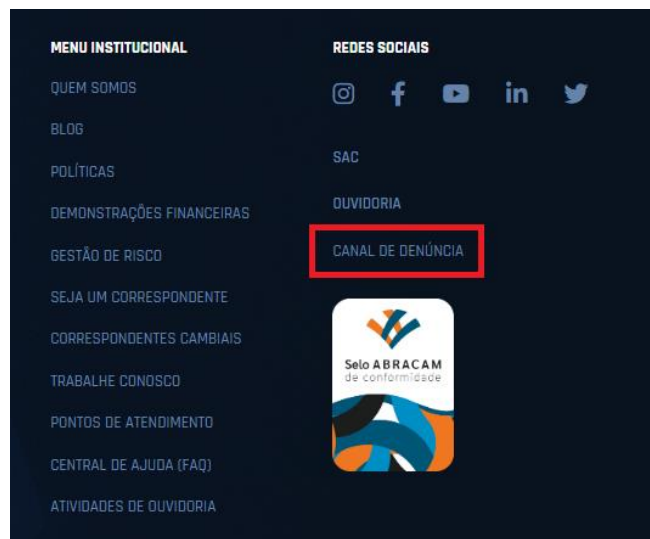 MENU INSTITUCIONAL
QUEM SOMOS
BLOG
POLÍTICAS
DEMONSTRAÇÕES FINANCEIRAS
GESTÃO DE RISCO
SEJA UM CORRESPONDENTE
CORRESPONDENTES CAMBIAIS
TRABALHE CONOSCO
PONTOS DE ATENDIMENTO
CENTRAL DE AJUDA (FAQ)
ATIVIDADES DE OUVIDORIA
REDES SOCIAIS
SAC
OUVIDORIA
CANAL DE DENÚNCIA
Selo ABRACAM
de conformidade